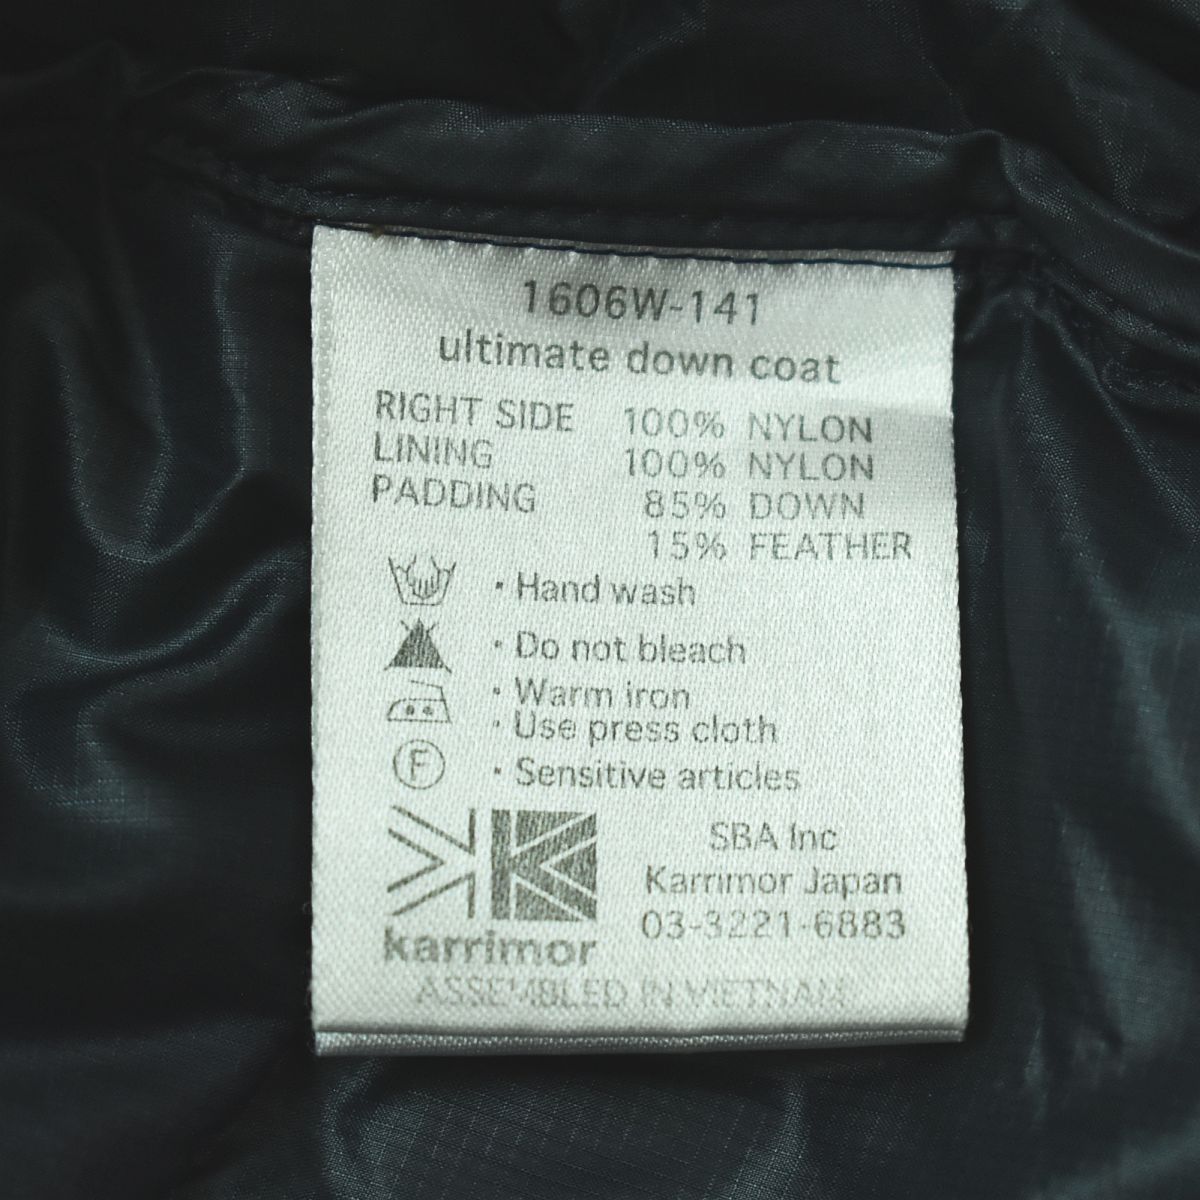 1606W-141
ultimate down coat
RIGHT SIDE 100% NYLON
LINING 100% NYLON
PADDING 85% DOWN
15% FEATHER
・Hand wash
・Do not bleach
・Warm iron
・Use press cloth
F ・Sensitive articles
SBA Inc
Karrimor Japan
03-3221-6883
karrimor
ASSEMBLED IN VIETNAM